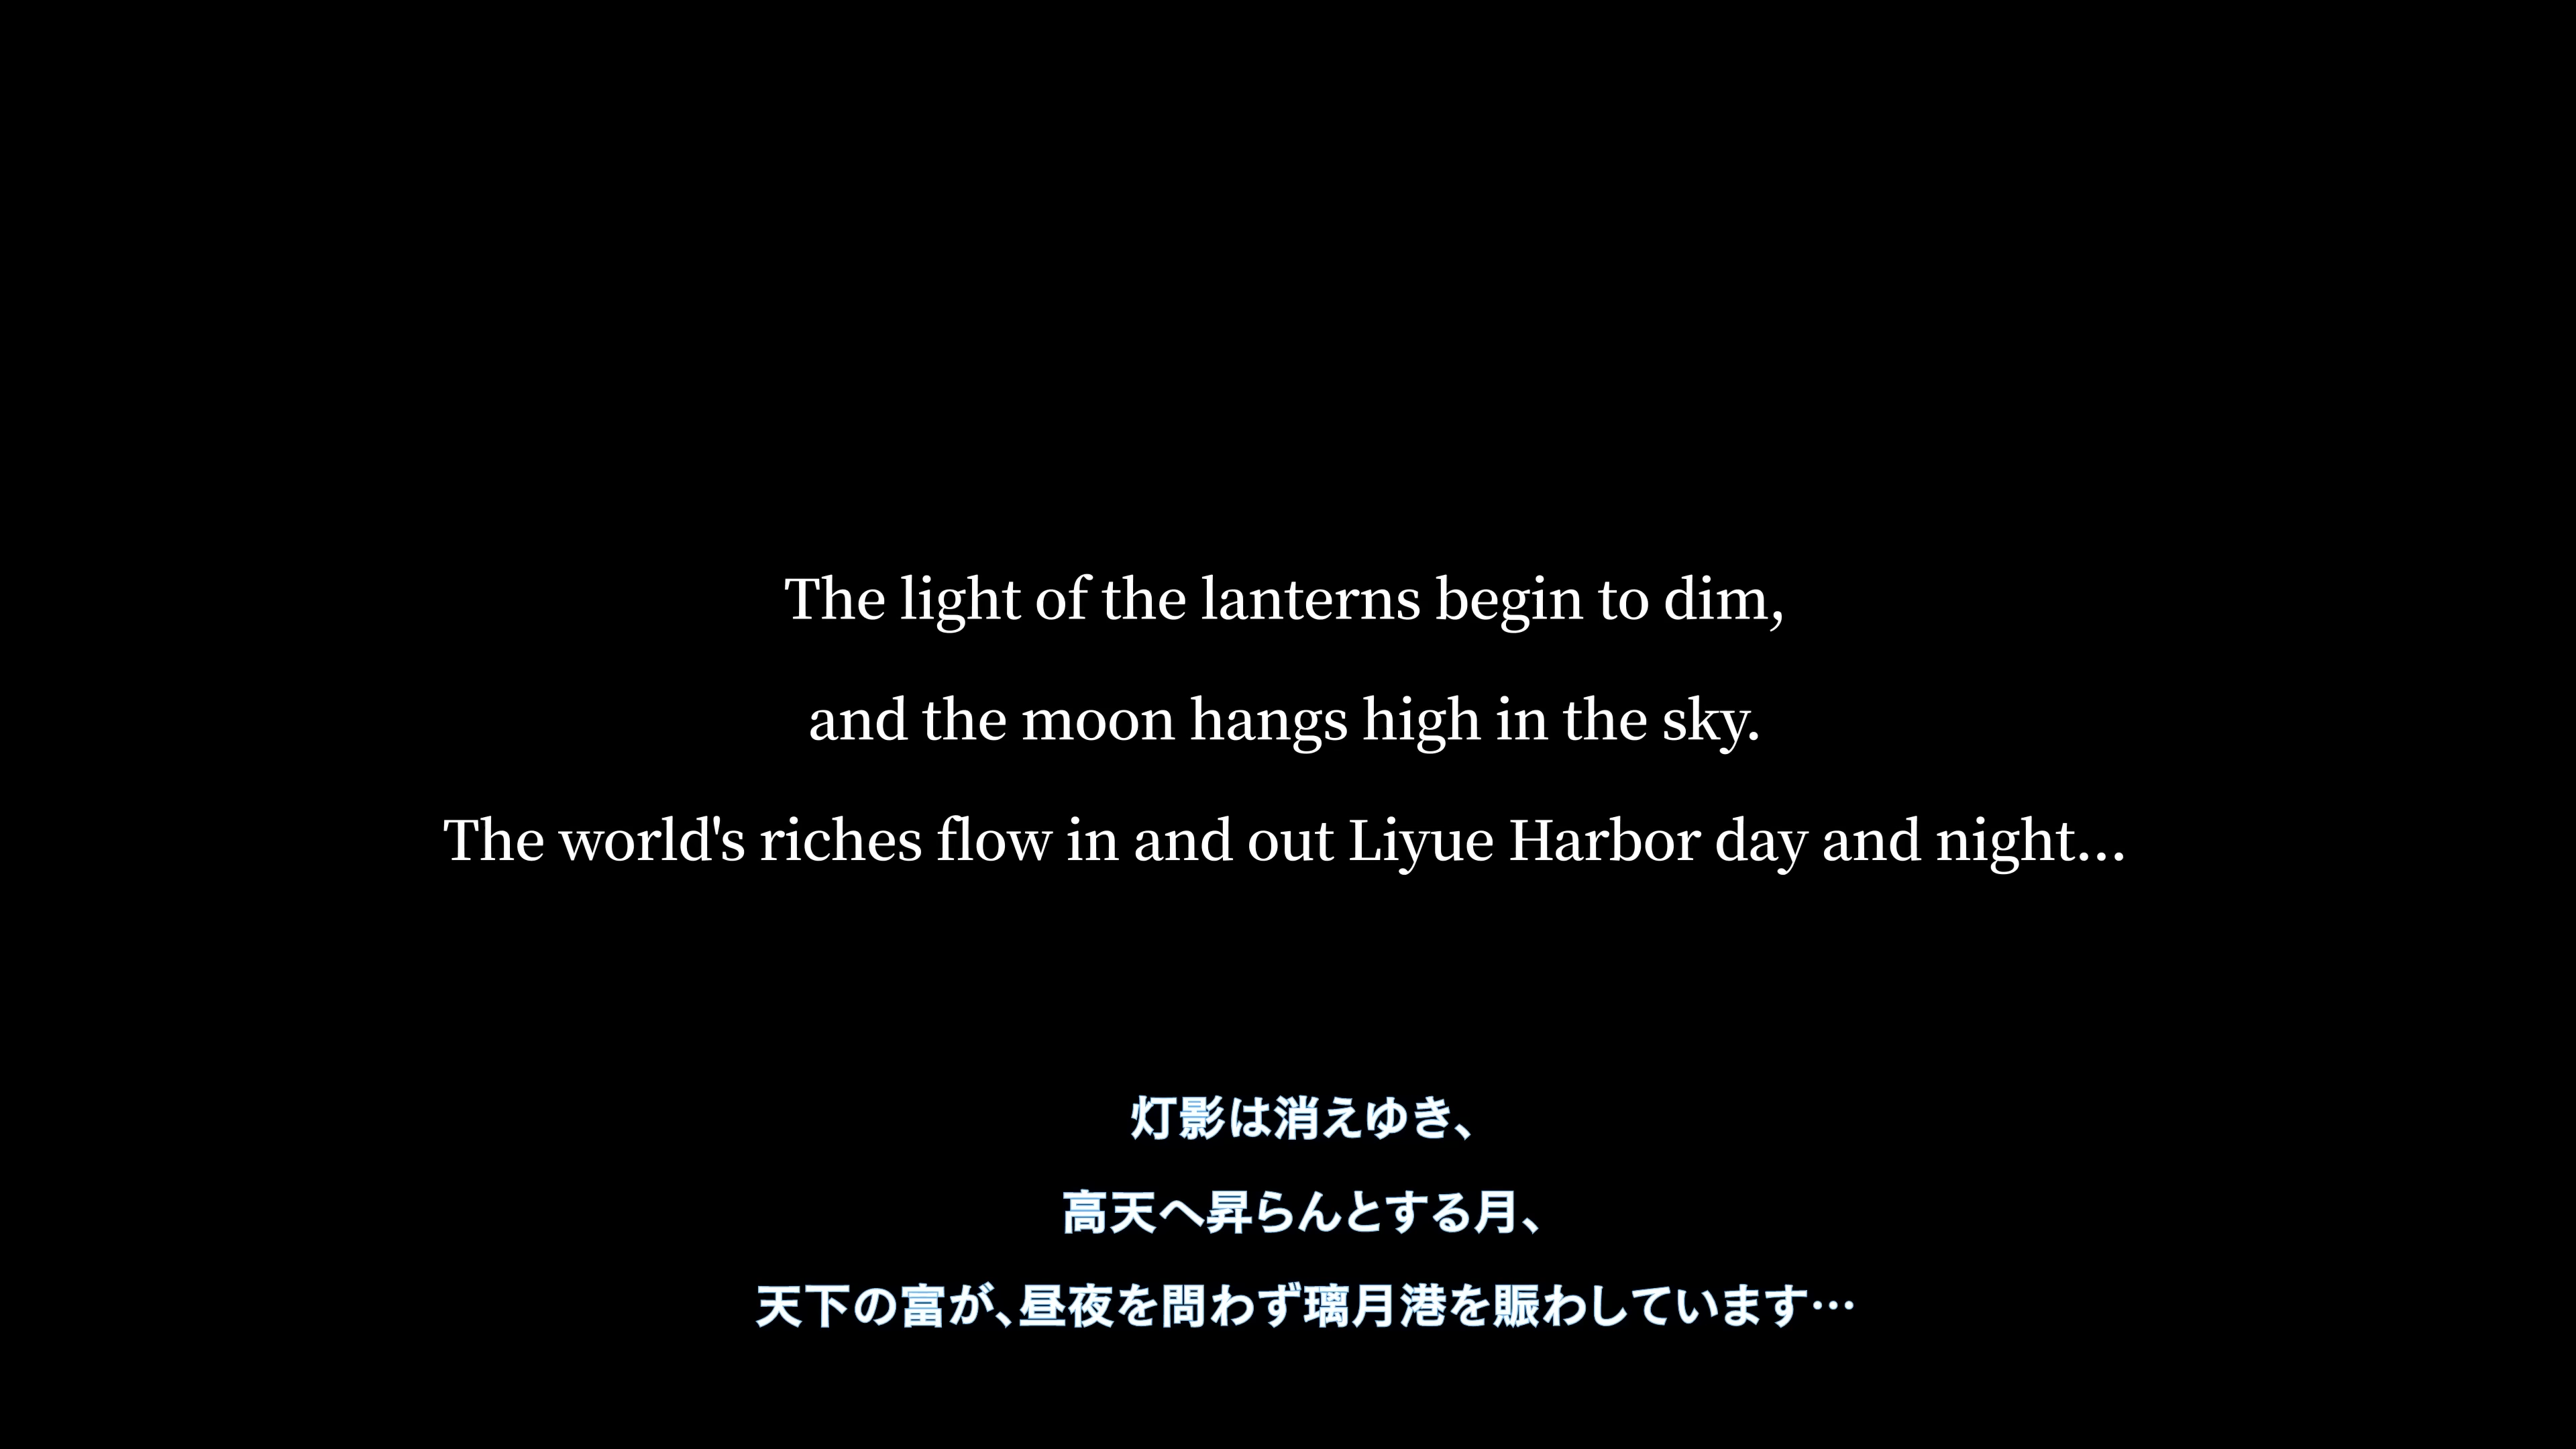 The light of the lanterns begin to dim,
and the moon hangs high in the sky.
The world's riches flow in and out Liyue Harbor day and night...
灯影は消えゆき、
高天へ昇らんとする月、
天下の富が、昼夜を問わず璃月港を賑わしています…